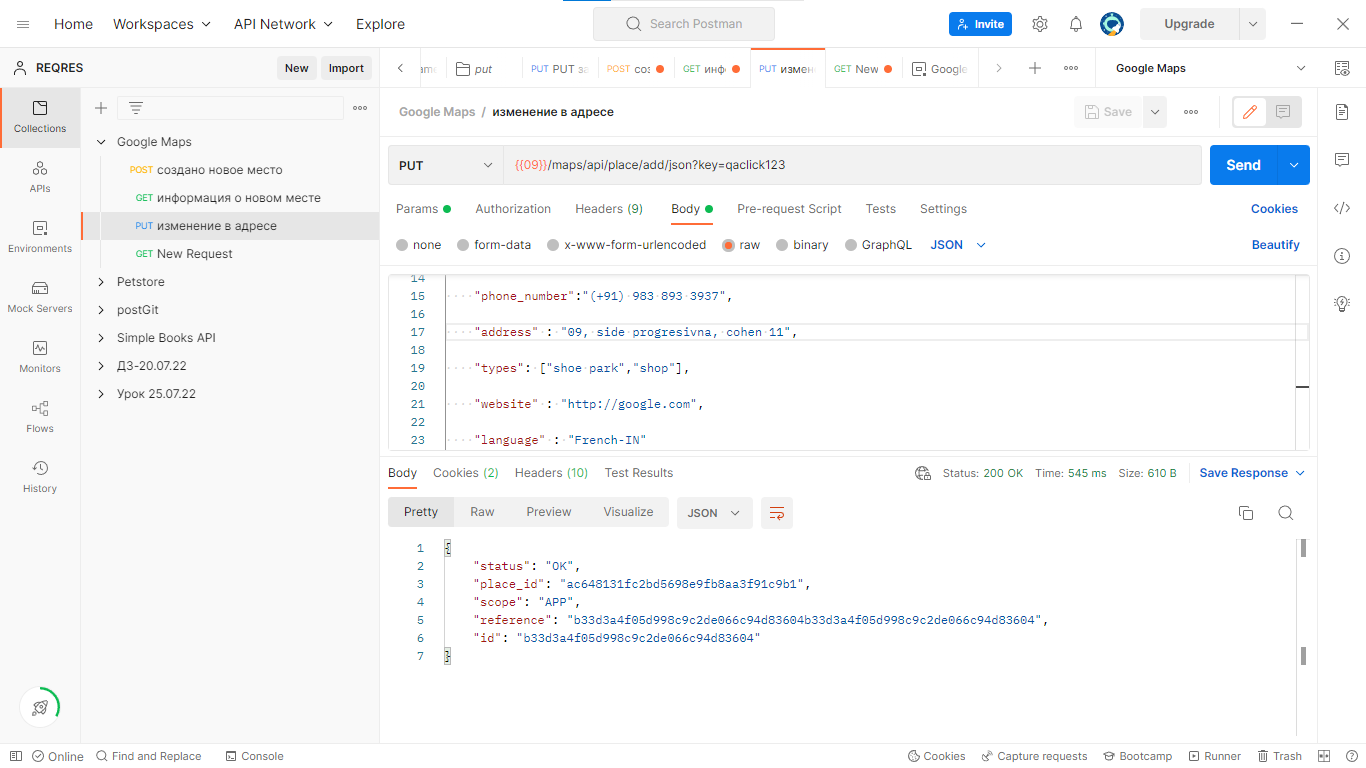 Home Workspaces API Network Explore Search Postman Invite Upgrade
REQRES New Import
put PUT PUT за POST соз GET инф PUT измен GET New Google Google Maps
Collections
APIs
Environments
Mock Servers
Monitors
Flows
History
Google Maps
POST создано новое место
GET информация о новом месте
PUT изменение в адресе
GET New Request
Petstore
postGit
Simple Books API
ДЗ-20.07.22
Урок 25.07.22
Google Maps / изменение в адресе Save
PUT {{09}}/maps/api/place/add/json?key=qaclick123 Send
Params Authorization Headers (9) Body Pre-request Script Tests Settings Cookies
none form-data x-www-form-urlencoded raw binary GraphQL JSON Beautify
14
15 "phone_number":"(+91) 983 893 3937",
16
17 "address" : "09, side progresivna, cohen 11",
18
19 "types": ["shoe park","shop"],
20
21 "website" : "http://google.com",
22
23 "language" : "French-IN"
Body Cookies (2) Headers (10) Test Results Status: 200 OK Time: 545 ms Size: 610 B Save Response
Pretty Raw Preview Visualize JSON
1 {
2 "status": "OK",
3 "place_id": "ac648131fc2bd5698e9fb8aa3f91c9b1",
4 "scope": "APP",
5 "reference": "b33d3a4f05d998c9c2de066c94d83604b33d3a4f05d998c9c2de066c94d83604",
6 "id": "b33d3a4f05d998c9c2de066c94d83604"
7 }
Online Find and Replace Console Cookies Capture requests Bootcamp Runner Trash